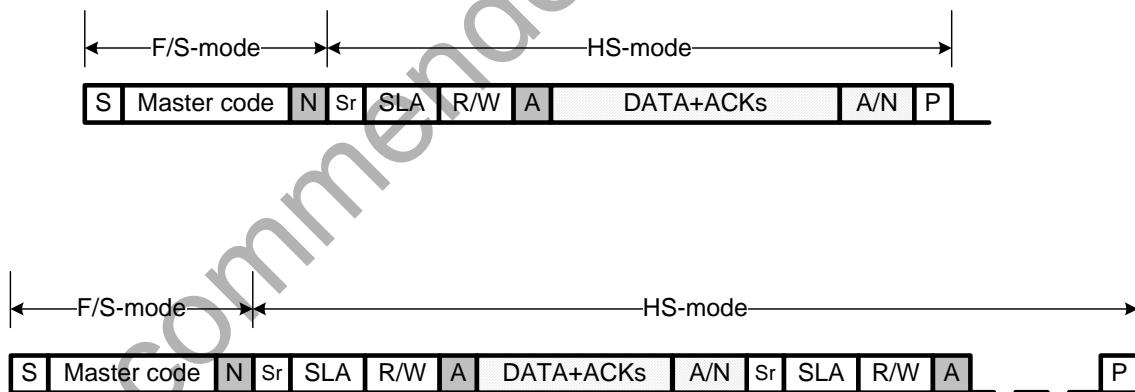 F/S-mode HS-mode
S Master code N Sr SLA R/W A DATA+ACKs A/N P
F/S-mode HS-mode
S Master code N Sr SLA R/W A DATA+ACKs A/N Sr SLA R/W A P
commend